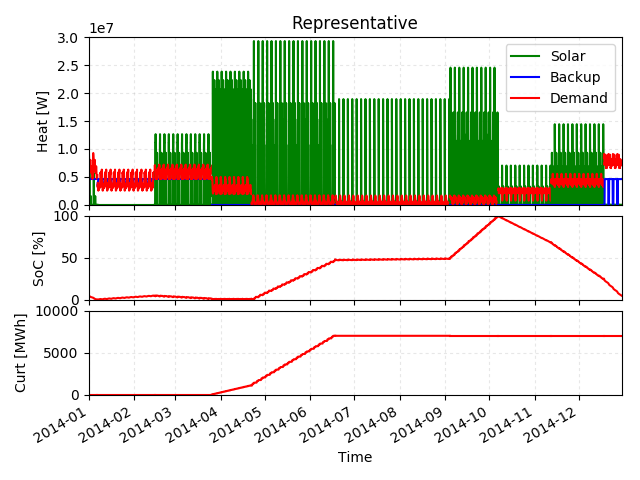 Representative
1e7
3.0
2.5
2.0
1.5
1.0
0.5
0.0
Heat [W]
Solar
Backup
Demand
100
50
0
SoC [%]
10000
5000
0
Curt [MWh]
2014-01
2014-02
2014-03
2014-04
2014-05
2014-06
2014-07
2014-08
2014-09
2014-10
2014-11
2014-12
Time